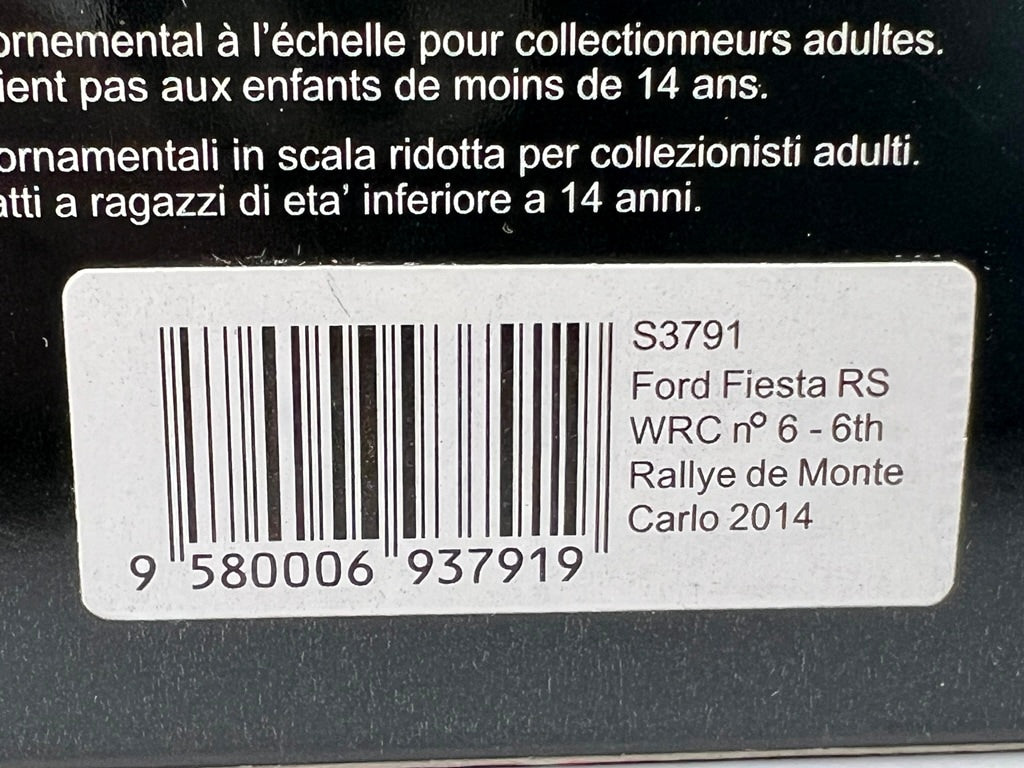 ornemental à l'échelle pour collectionneurs adultes.
ient pas aux enfants de moins de 14 ans.
ornamentali in scala ridotta per collezionisti adulti.
atti a ragazzi di eta' inferiore a 14 anni.
S3791
Ford Fiesta RS
WRC nº 6 - 6th
Rallye de Monte
Carlo 2014
9 580006 937919